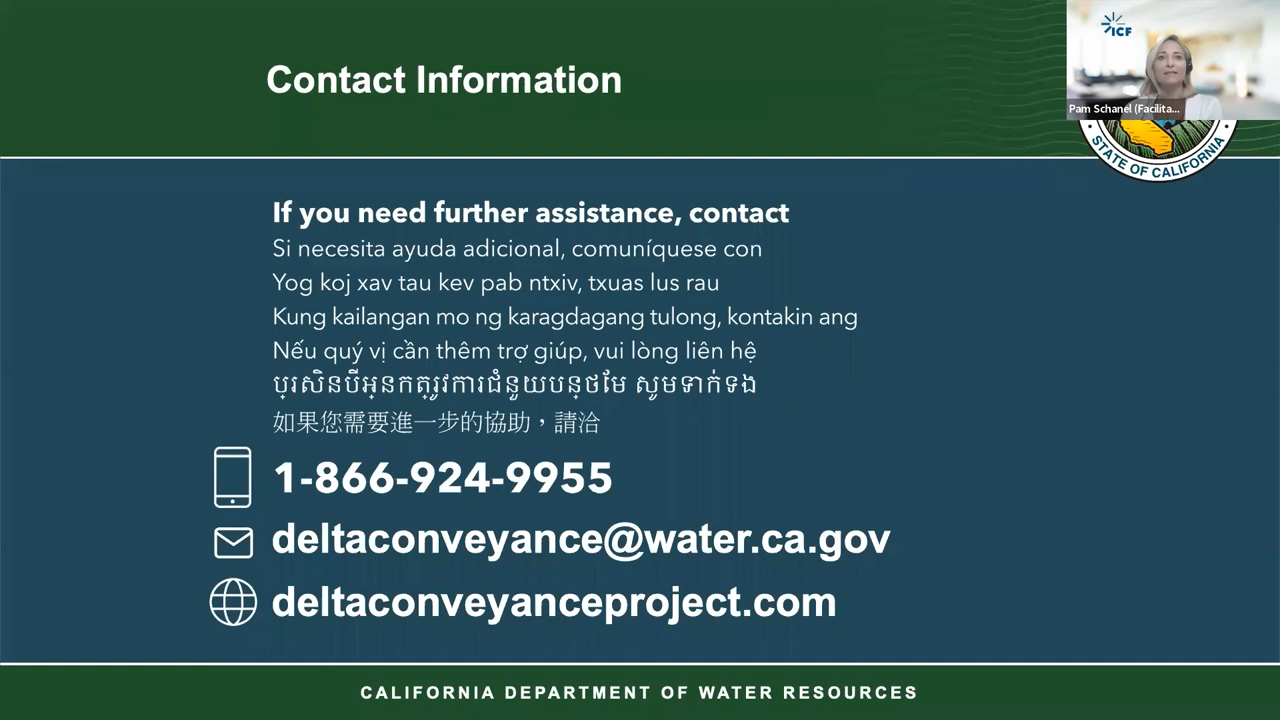 Contact Information
ICF
Pam Schanel (Facilita...
STATE OF CALIFORNIA
If you need further assistance, contact
Si necesita ayuda adicional, comuníquese con
Yog koj xav tau kev pab ntxiv, txuas lus rau
Kung kailangan mo ng karagdagang tulong, kontakin ang
Nếu quý vị cần thêm trợ giúp, vui lòng liên hệ
ប្រសិនបើអ្នកត្រូវការជំនួយបន្ថែម សូមទាក់ទង
如果您需要進一步的協助，請洽
1-866-924-9955
deltaconveyance@water.ca.gov
deltaconveyanceproject.com
CALIFORNIA DEPARTMENT OF WATER RESOURCES